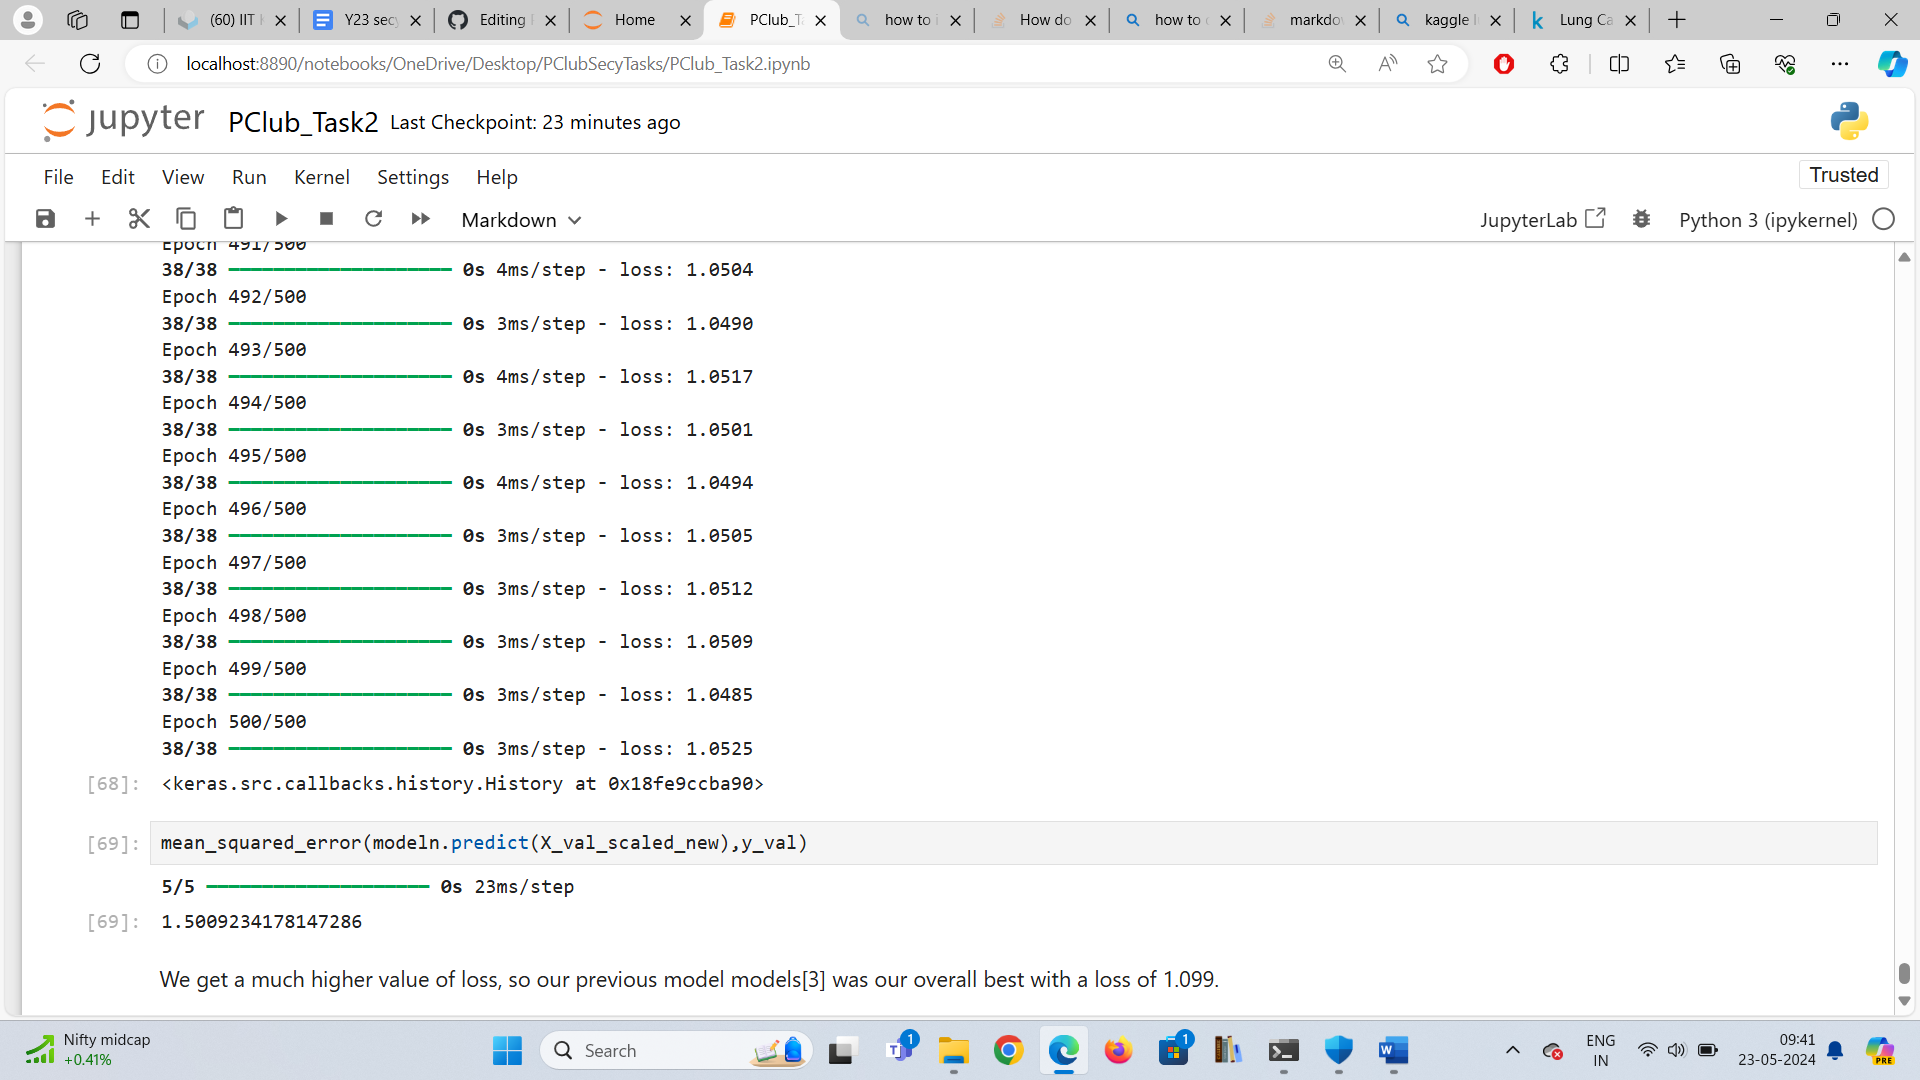 (60) IIT
Y23 secy
Editing
Home
PClub_T
how to i
How do
how to
markdov
kaggle l
Lung Ca
localhost:8890/notebooks/OneDrive/Desktop/PClubSecyTasks/PClub_Task2.ipynb
jupyter PClub_Task2 Last Checkpoint: 23 minutes ago
File Edit View Run Kernel Settings Help
Trusted
Markdown
JupyterLab
Python 3 (ipykernel)
Epoch 491/500
38/38 0s 4ms/step - loss: 1.0504
Epoch 492/500
38/38 0s 3ms/step - loss: 1.0490
Epoch 493/500
38/38 0s 4ms/step - loss: 1.0517
Epoch 494/500
38/38 0s 3ms/step - loss: 1.0501
Epoch 495/500
38/38 0s 4ms/step - loss: 1.0494
Epoch 496/500
38/38 0s 3ms/step - loss: 1.0505
Epoch 497/500
38/38 0s 3ms/step - loss: 1.0512
Epoch 498/500
38/38 0s 3ms/step - loss: 1.0509
Epoch 499/500
38/38 0s 3ms/step - loss: 1.0485
Epoch 500/500
38/38 0s 3ms/step - loss: 1.0525
[68]: <keras.src.callbacks.history.History at 0x18fe9ccba90>
[69]: mean_squared_error(modeln.predict(X_val_scaled_new),y_val)
5/5 0s 23ms/step
[69]: 1.5009234178147286
We get a much higher value of loss, so our previous model models[3] was our overall best with a loss of 1.099.
Nifty midcap
+0.41%
Search
1
1
ENG
IN
09:41
23-05-2024
PRE